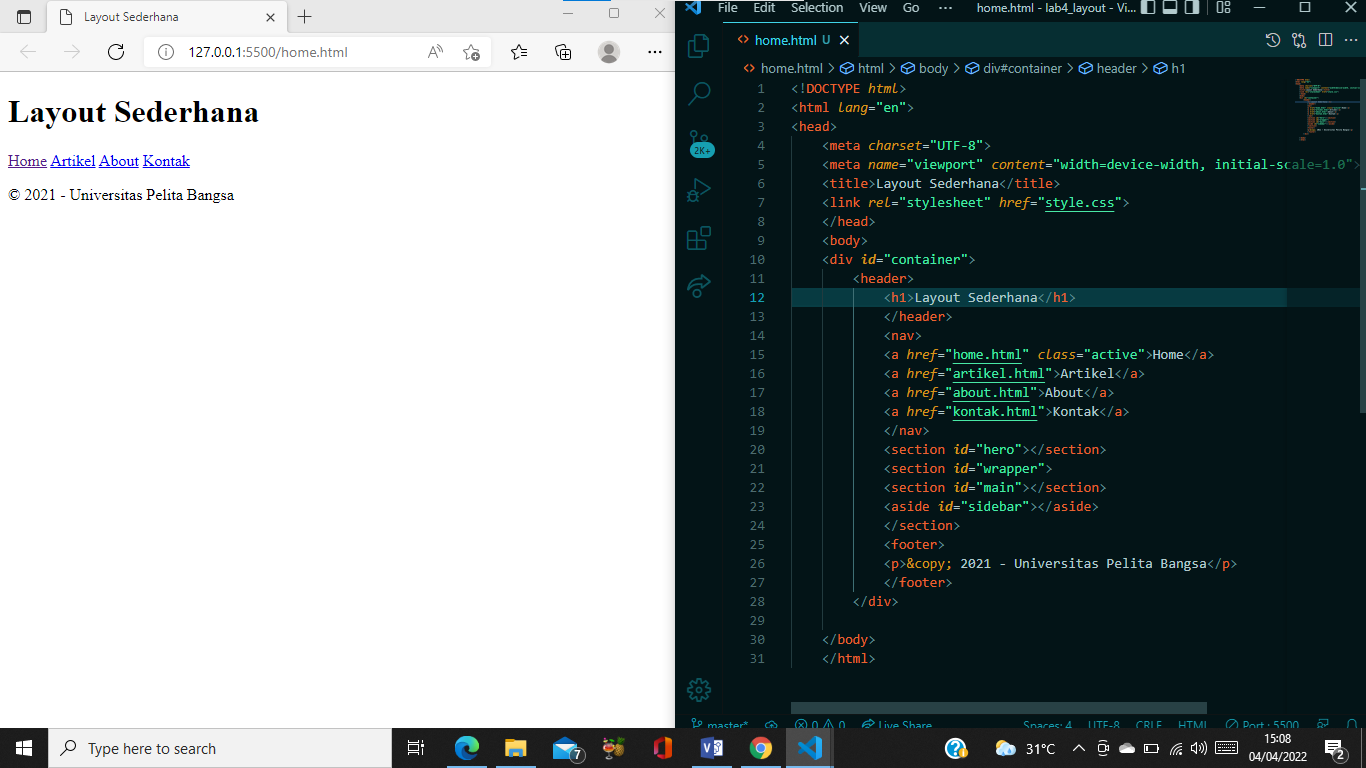 Layout Sederhana
127.0.0.1:5500/home.html
Layout Sederhana
Home Artikel About Kontak
© 2021 - Universitas Pelita Bangsa
File Edit Selection View Go ··· home.html - lab4_layout - Vi...
home.html U
home.html > html > body > div#container > header > h1
2K+
1 <!DOCTYPE html>
2 <html lang="en">
3 <head>
4 <meta charset="UTF-8">
5 <meta name="viewport" content="width=device-width, initial-scale=1.0">
6 <title>Layout Sederhana</title>
7 <link rel="stylesheet" href="style.css">
8 </head>
9 <body>
10 <div id="container">
11 <header>
12 <h1>Layout Sederhana</h1>
13 </header>
14 <nav>
15 <a href="home.html" class="active">Home</a>
16 <a href="artikel.html">Artikel</a>
17 <a href="about.html">About</a>
18 <a href="kontak.html">Kontak</a>
19 </nav>
20 <section id="hero"></section>
21 <section id="wrapper">
22 <section id="main"></section>
23 <aside id="sidebar"></aside>
24 </section>
25 <footer>
26 <p>&copy; 2021 - Universitas Pelita Bangsa</p>
27 </footer>
28 </div>
29
30 </body>
31 </html>
master* 0 0 Live Share Spaces: 4 UTF-8 CRLF HTML Port : 5500
Type here to search
7
31°C
15:08
04/04/2022
2